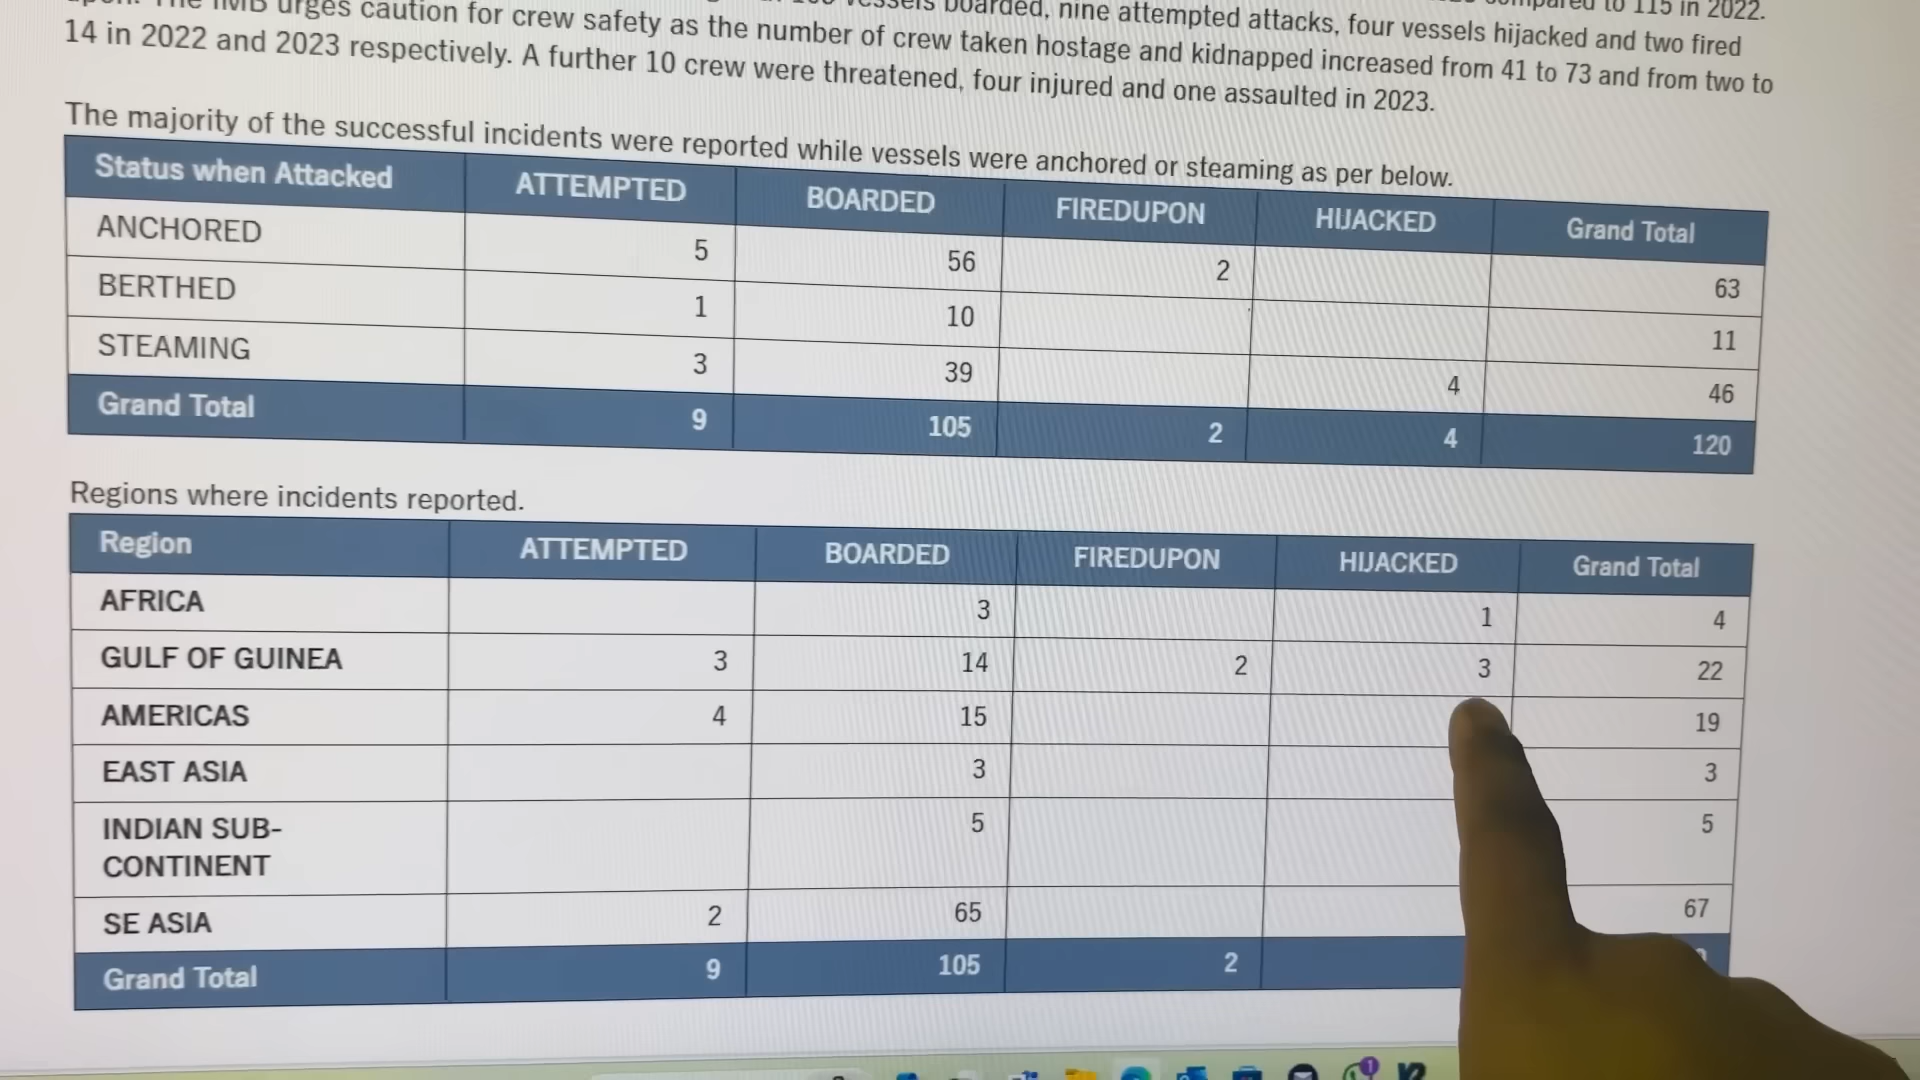 vessels boarded, nine attempted attacks, four vessels hijacked and two fired
urges caution for crew safety as the number of crew taken hostage and kidnapped increased from 41 to 73 and from two to
14 in 2022 and 2023 respectively. A further 10 crew were threatened, four injured and one assaulted in 2023.
to 115 in 2022.
The majority of the successful incidents were reported while vessels were anchored or steaming as per below.
Status when Attacked ATTEMPTED BOARDED FIREDUPON HIJACKED Grand Total
ANCHORED 5 56 2 63
BERTHED 1 10 11
STEAMING 3 39 4 46
Grand Total 9 105 2 4 120
Regions where incidents reported.
Region ATTEMPTED BOARDED FIREDUPON HIJACKED Grand Total
AFRICA 3 1 4
GULF OF GUINEA 3 14 2 3 22
AMERICAS 4 15 19
EAST ASIA 3 3
INDIAN SUB- 5 5
CONTINENT
SE ASIA 2 65 67
Grand Total 9 105 2